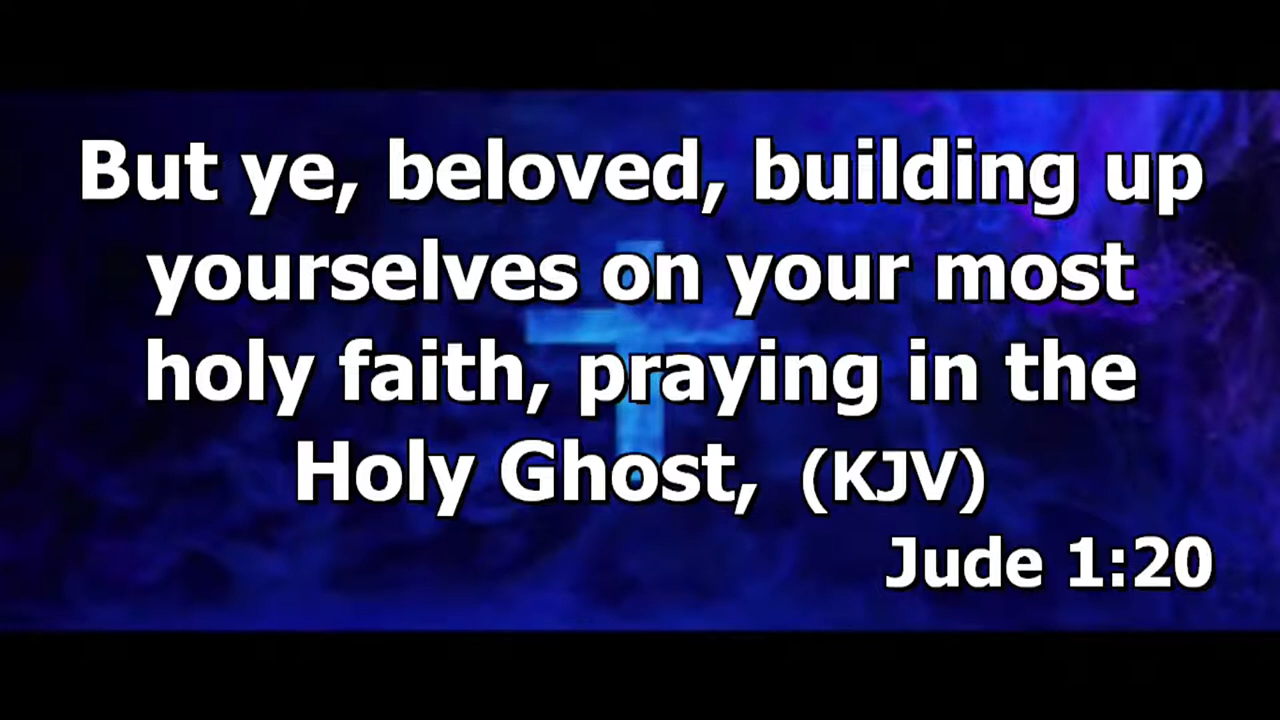 But ye, beloved, building up
yourselves on your most
holy faith, praying in the
Holy Ghost, (KJV)
Jude 1:20